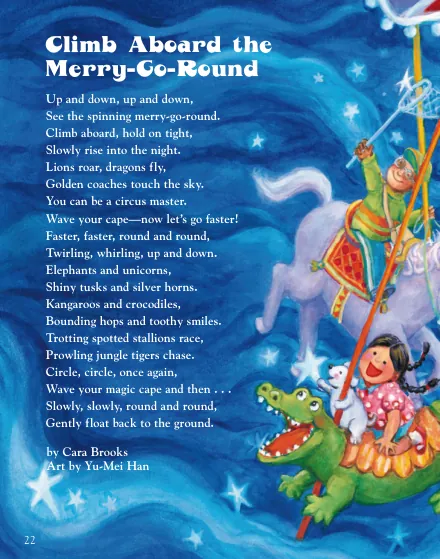 Climb Aboard the
Merry-Go-Round
Up and down, up and down,
See the spinning merry-go-round.
Climb aboard, hold on tight,
Slowly rise into the night.
Lions roar, dragons fly,
Golden coaches touch the sky.
You can be a circus master.
Wave your cape—now let's go faster!
Faster, faster, round and round,
Twirling, whirling, up and down.
Elephants and unicorns,
Shiny tusks and silver horns.
Kangaroos and crocodiles,
Bounding hops and toothy smiles.
Trotting spotted stallions race,
Prowling jungle tigers chase.
Circle, circle, once again,
Wave your magic cape and then . . .
Slowly, slowly, round and round,
Gently float back to the ground.
by Cara Brooks
Art by Yu-Mei Han
22